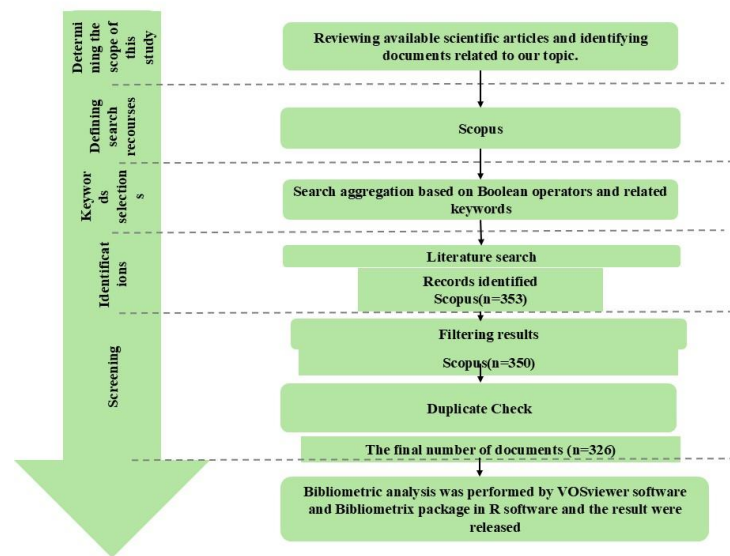 Determi
ning the
scope of
this
study
Reviewing available scientific articles and identifying
documents related to our topic.
Defining
search
recourses
Scopus
Keywor
ds
selection
s
Search aggregation based on Boolean operators and related
keywords
Identificat
ions
Literature search
Records identified
Scopus(n=353)
Screening
Filtering results
Scopus(n=350)
Duplicate Check
The final number of documents (n=326)
Bibliometric analysis was performed by VOSviewer software
and Bibliometrix package in R software and the result were
released